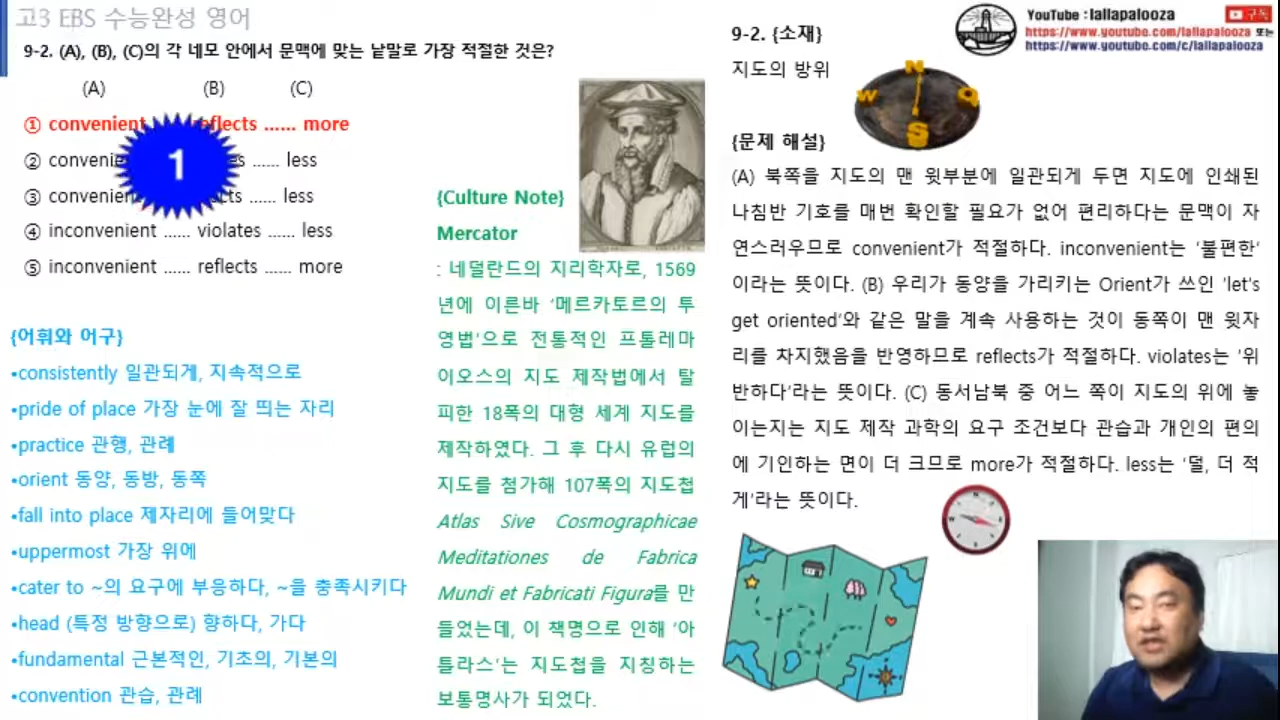 고3 EBS 수능완성 영어
9-2. (A), (B), (C)의 각 네모 안에서 문맥에 맞는 낱말로 가장 적절한 것은?
(A) (B) (C)
① convenient eflects ...... more
② convenie es ...... less
③ convenien cts ...... less
④ inconvenient ...... violates ...... less
⑤ inconvenient ...... reflects ...... more
1
{어휘와 어구}
•consistently 일관되게, 지속적으로
•pride of place 가장 눈에 잘 띄는 자리
•practice 관행, 관례
•orient 동양, 동방, 동쪽
•fall into place 제자리에 들어맞다
•uppermost 가장 위에
•cater to ~의 요구에 부응하다, ~을 충족시키다
•head (특정 방향으로) 향하다, 가다
•fundamental 근본적인, 기초의, 기본의
•convention 관습, 관례
{Culture Note}
Mercator
: 네덜란드의 지리학자로, 1569
년에 이른바 '메르카토르의 투
영법'으로 전통적인 프톨레마
이오스의 지도 제작법에서 탈
피한 18폭의 대형 세계 지도를
제작하였다. 그 후 다시 유럽의
지도를 첨가해 107폭의 지도첩
Atlas Sive Cosmographicae
Meditationes de Fabrica
Mundi et Fabricati Figura를 만
들었는데, 이 책명으로 인해 '아
틀라스'는 지도첩을 지칭하는
보통명사가 되었다.
9-2. {소재}
지도의 방위
N
W
S
YouTube : lallapalooza
구독
https://www.youtube.com/lallapalooza 또는
https://www.youtube.com/c/lallapalooza
{문제 해설}
(A) 북쪽을 지도의 맨 윗부분에 일관되게 두면 지도에 인쇄된
나침반 기호를 매번 확인할 필요가 없어 편리하다는 문맥이 자
연스러우므로 convenient가 적절하다. inconvenient는 '불편한'
이라는 뜻이다. (B) 우리가 동양을 가리키는 Orient가 쓰인 'let's
get oriented'와 같은 말을 계속 사용하는 것이 동쪽이 맨 윗자
리를 차지했음을 반영하므로 reflects가 적절하다. violates는 '위
반하다'라는 뜻이다. (C) 동서남북 중 어느 쪽이 지도의 위에 놓
이는지는 지도 제작 과학의 요구 조건보다 관습과 개인의 편의
에 기인하는 면이 더 크므로 more가 적절하다. less는 '덜, 더 적
게'라는 뜻이다.